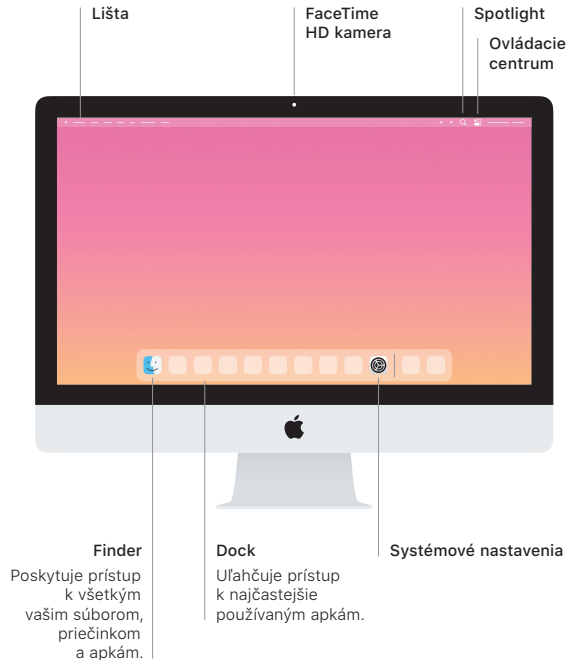 Lišta
FaceTime
HD kamera
Spotlight
Ovládacie
centrum
Finder
Poskytuje prístup
k všetkým
vašim súborom,
priečinkom
a apkám.
Dock
Uľahčuje prístup
k najčastejšie
používaným apkám.
Systémové nastavenia